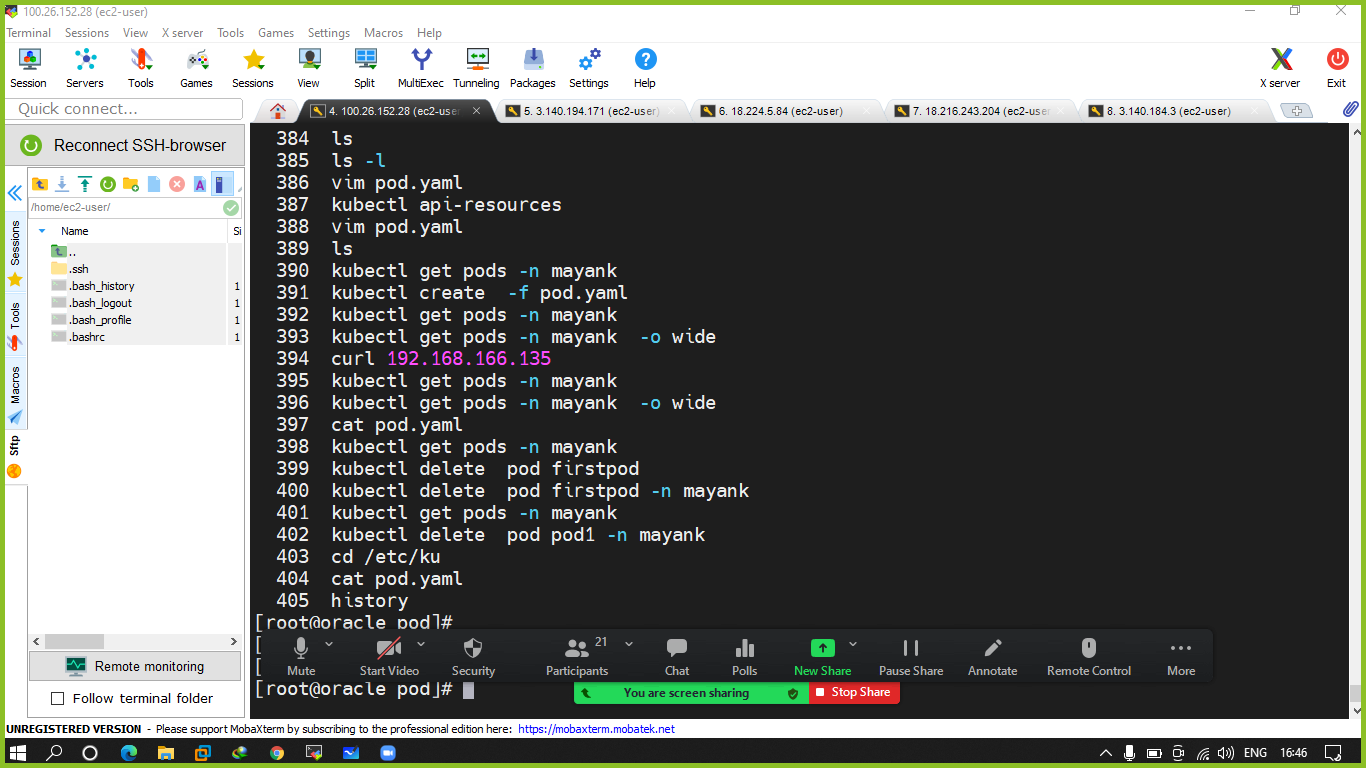 100.26.152.28 (ec2-user)
Terminal Sessions View X server Tools Games Settings Macros Help
Session Servers Tools Games Sessions View Split MultiExec Tunneling Packages Settings Help X server Exit
Quick connect...
4. 100.26.152.28 (ec2-user
5. 3.140.194.171 (ec2-user)
6. 18.224.5.84 (ec2-user)
7. 18.216.243.204 (ec2-user
8. 3.140.184.3 (ec2-user)
Reconnect SSH-browser
/home/ec2-user/
Name Si
..
.ssh
.bash_history 1
.bash_logout 1
.bash_profile 1
.bashrc 1
Sessions
Tools
Macros
Sftp
Remote monitoring
Follow terminal folder
384 ls
385 ls -l
386 vim pod.yaml
387 kubectl api-resources
388 vim pod.yaml
389 ls
390 kubectl get pods -n mayank
391 kubectl create  -f pod.yaml
392 kubectl get pods -n mayank
393 kubectl get pods -n mayank  -o wide
394 curl 192.168.166.135
395 kubectl get pods -n mayank
396 kubectl get pods -n mayank  -o wide
397 cat pod.yaml
398 kubectl get pods -n mayank
399 kubectl delete  pod firstpod
400 kubectl delete  pod firstpod -n mayank
401 kubectl get pods -n mayank
402 kubectl delete  pod pod1 -n mayank
403 cd /etc/ku
404 cat pod.yaml
405 history
[root@oracle pod]#
[
[
[root@oracle pod]#
Mute Start Video Security Participants 21 Chat Polls New Share Pause Share Annotate Remote Control More
You are screen sharing Stop Share
UNREGISTERED VERSION - Please support MobaXterm by subscribing to the professional edition here: https://mobaxterm.mobatek.net
ENG 16:46